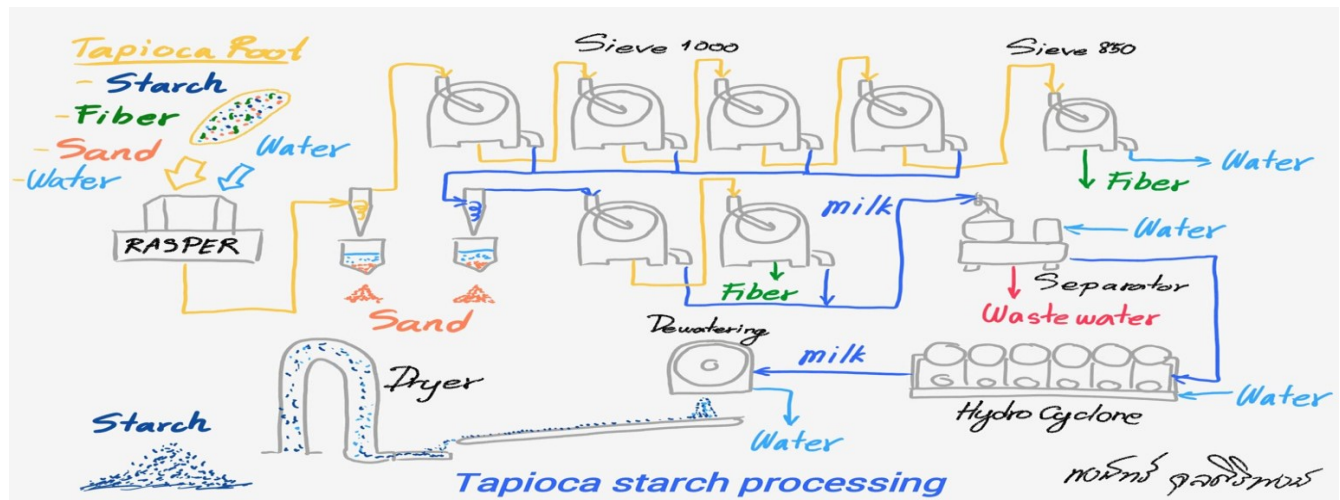 Tapioca Root
- Starch
- Fiber
- Sand
- Water
Water
RASPER
Sand
Sieve 1000
Sieve 850
Water
Fiber
milk
Fiber
Water
Separator
Waste water
Dewatering
milk
Water
Hydro Cyclone
Water
Dryer
Starch
Tapioca starch processing